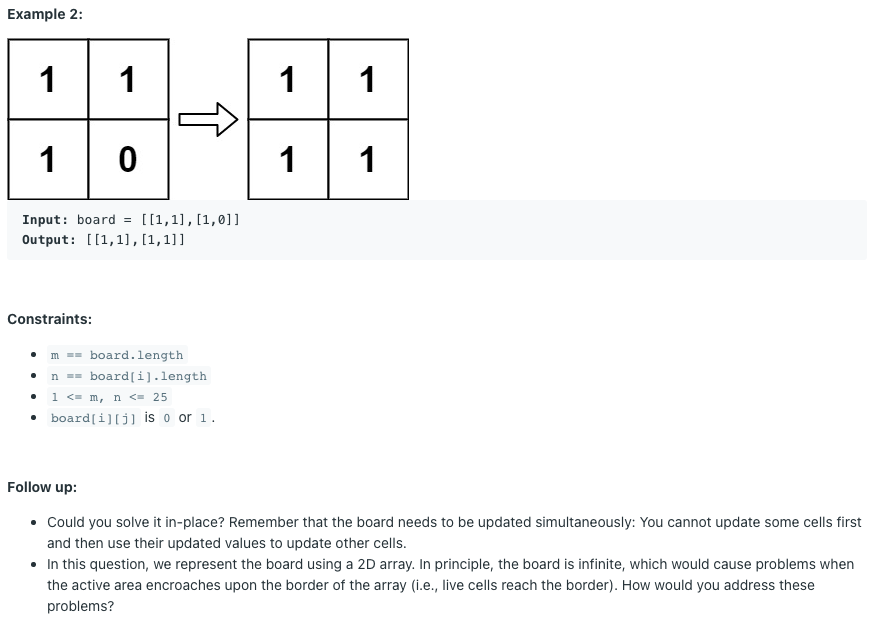 Example 2:
1 1 1 1
1 0 1 1
Input: board = [[1,1],[1,0]]
Output: [[1,1],[1,1]]
Constraints:
• m == board.length
• n == board[i].length
• 1 <= m, n <= 25
• board[i][j] is 0 or 1.
Follow up:
• Could you solve it in-place? Remember that the board needs to be updated simultaneously: You cannot update some cells first
and then use their updated values to update other cells.
• In this question, we represent the board using a 2D array. In principle, the board is infinite, which would cause problems when
the active area encroaches upon the border of the array (i.e., live cells reach the border). How would you address these
problems?